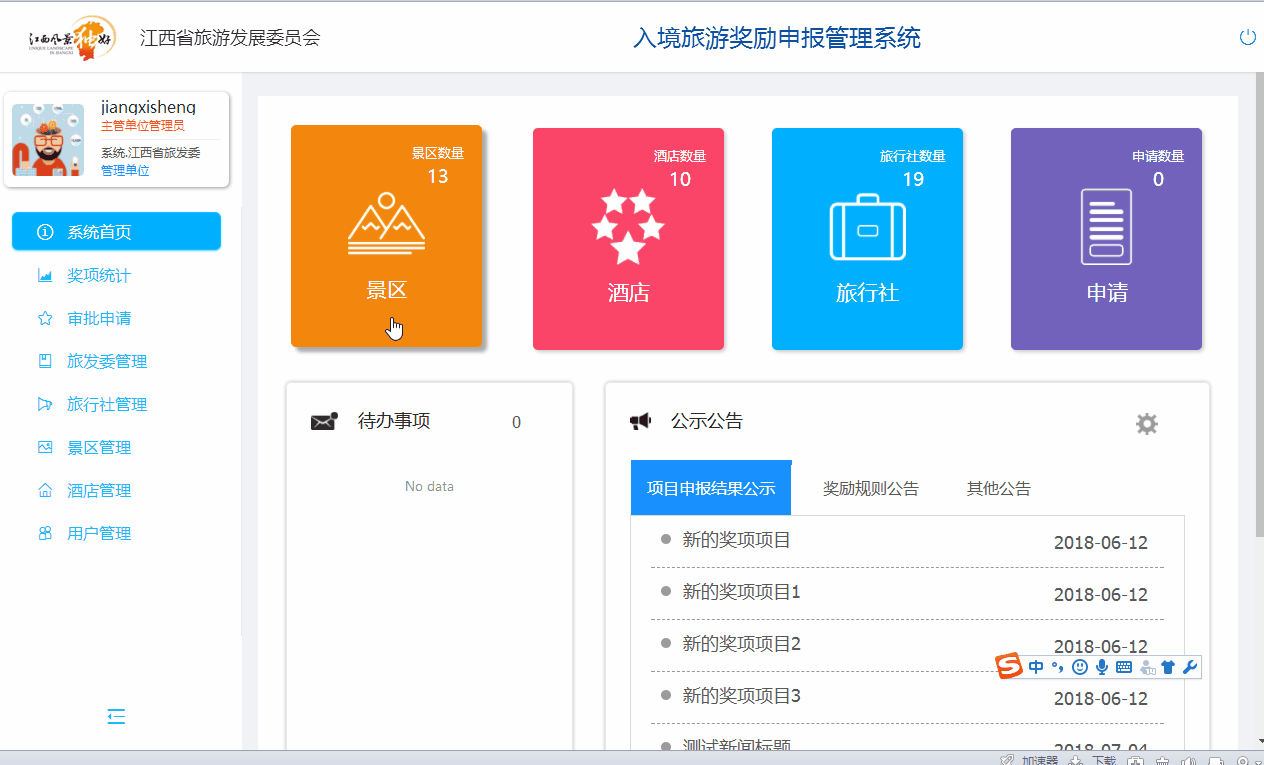 江西风景独好
UNIQUE LANDSCAPE
IN JIANGXI
江西省旅游发展委员会
入境旅游奖励申报管理系统
jiangxisheng
主管单位管理员
系统.江西省旅发委
管理单位
系统首页
奖项统计
审批申请
旅发委管理
旅行社管理
景区管理
酒店管理
用户管理
景区数量
13
景区
酒店数量
10
酒店
旅行社数量
19
旅行社
申请数量
0
申请
待办事项 0
No data
公示公告
项目申报结果公示 奖励规则公告 其他公告
新的奖项项目 2018-06-12
新的奖项项目1 2018-06-12
新的奖项项目2 2018-06-12
中
新的奖项项目3 2018-06-12
测试新闻标题 2018-07-04
加速器 下载